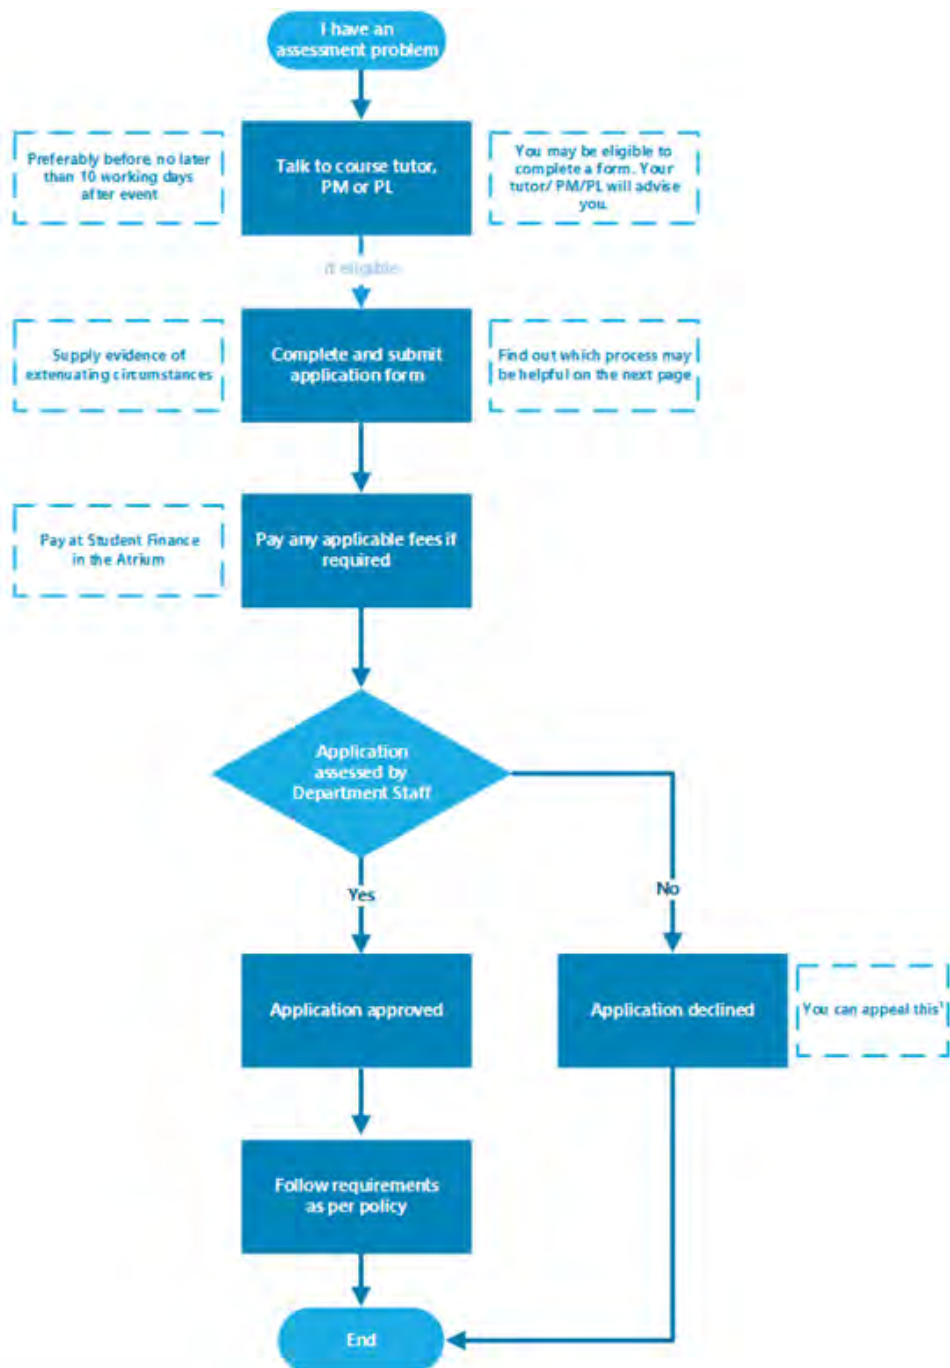 I have an
assessment problem
Preferably before, no later
than 10 working days
after event
Talk to course tutor,
PM or PL
You may be eligible to
complete a form. Your
tutor/ PM/PL will advise
you.
if eligible
Supply evidence of
extenuating circumstances
Complete and submit
application form
Find out which process may
be helpful on the next page
Pay at Student Finance
in the Atrium
Pay any applicable fees if
required
Application
assessed by
Department Staff
Yes
No
Application approved
Application declined
You can appeal this¹
Follow requirements
as per policy
End